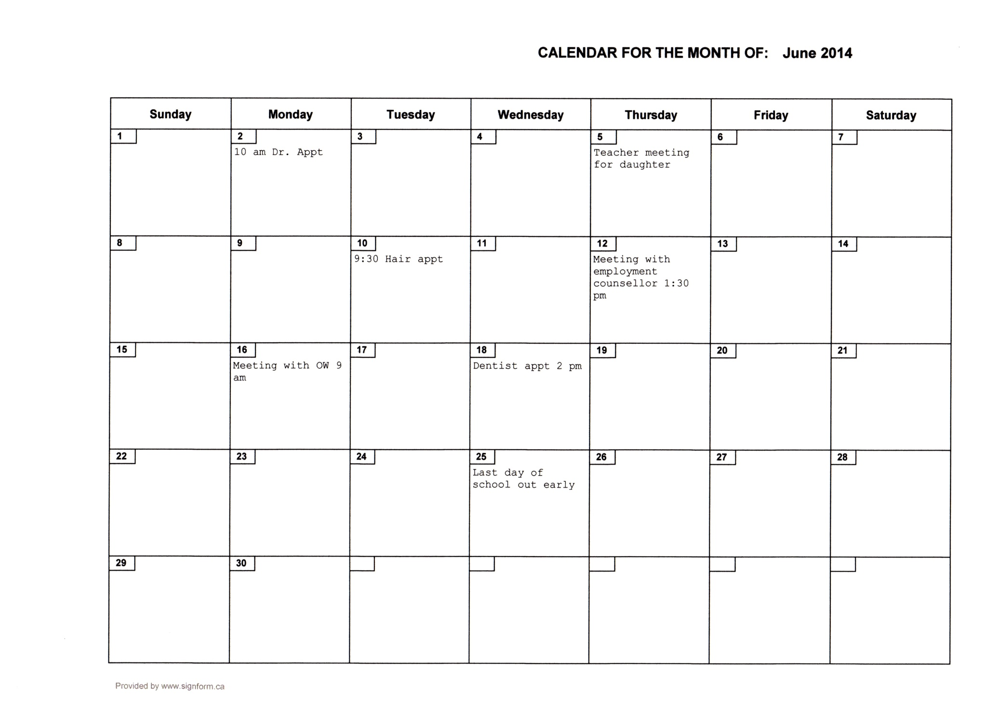 CALENDAR FOR THE MONTH OF: June 2014
Sunday Monday Tuesday Wednesday Thursday Friday Saturday
1 2 3 4 5 6 7
10 am Dr. Appt
Teacher meeting
for daughter
8 9 10 11 12 13 14
9:30 Hair appt
Meeting with
employment
counsellor 1:30
pm
15 16 17 18 19 20 21
Meeting with OW 9
am
Dentist appt 2 pm
22 23 24 25 26 27 28
Last day of
school out early
29 30
Provided by www.signform.ca